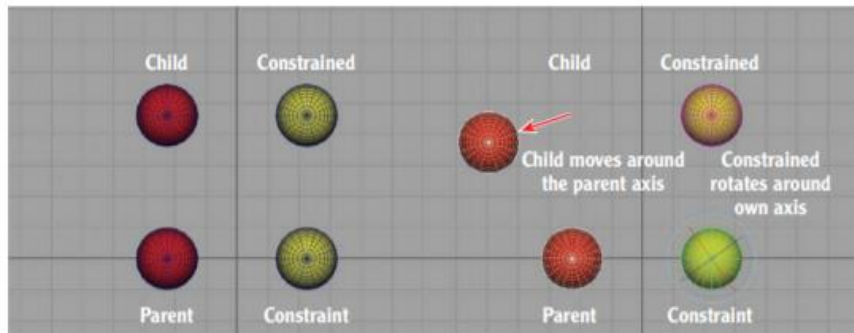 Child
Constrained
Child
Constrained
Child moves around
the parent axis
Constrained
rotates around
own axis
Parent
Constraint
Parent
Constraint